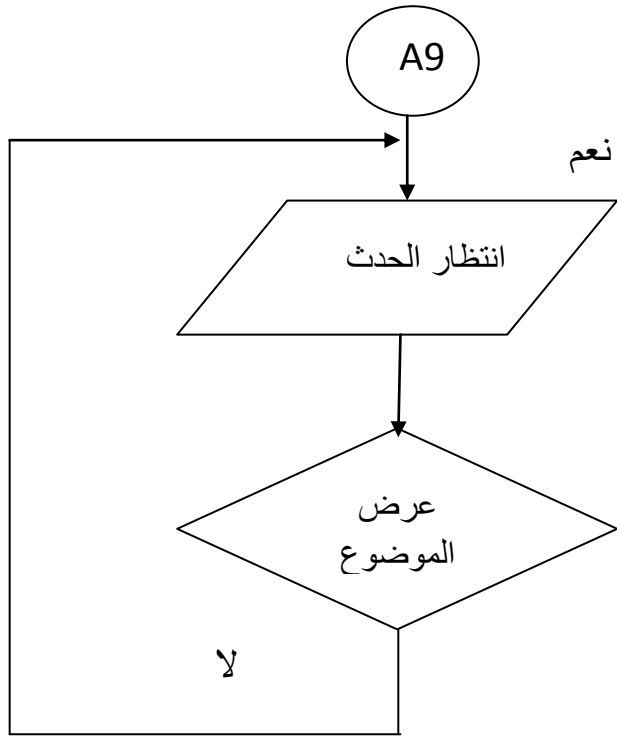 A9
نعم
انتظار الحدث
عرض
الموضوع
لا